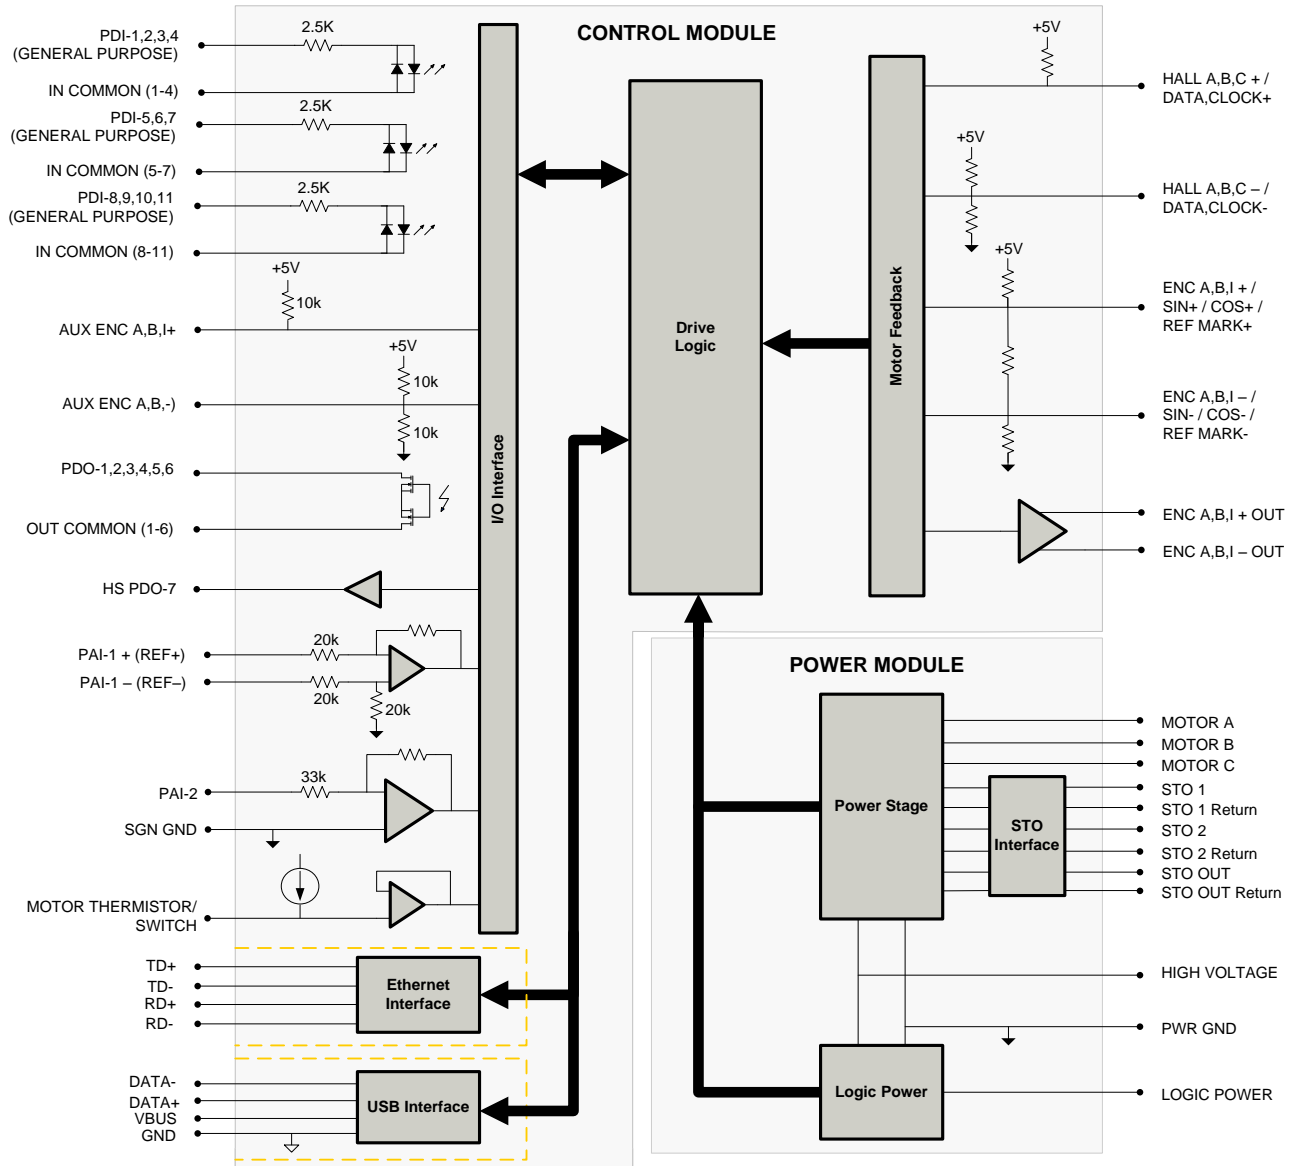 CONTROL MODULE
PDI-1,2,3,4
(GENERAL PURPOSE)
2.5K
IN COMMON (1-4)
PDI-5,6,7
(GENERAL PURPOSE)
2.5K
IN COMMON (5-7)
PDI-8,9,10,11
(GENERAL PURPOSE)
2.5K
IN COMMON (8-11)
+5V
10k
AUX ENC A,B,I+
+5V
10k
AUX ENC A,B,-)
10k
PDO-1,2,3,4,5,6
OUT COMMON (1-6)
HS PDO-7
PAI-1 + (REF+)
20k
PAI-1 – (REF–)
20k
20k
PAI-2
33k
SGN GND
MOTOR THERMISTOR/
SWITCH
TD+
TD-
RD+
RD-
Ethernet
Interface
DATA-
DATA+
VBUS
GND
USB Interface
I/O Interface
Drive
Logic
Motor Feedback
+5V
HALL A,B,C + /
DATA,CLOCK+
+5V
HALL A,B,C – /
DATA,CLOCK-
+5V
ENC A,B,I + /
SIN+ / COS+ /
REF MARK+
ENC A,B,I – /
SIN- / COS- /
REF MARK-
ENC A,B,I + OUT
ENC A,B,I – OUT
POWER MODULE
Power Stage
STO
Interface
MOTOR A
MOTOR B
MOTOR C
STO 1
STO 1 Return
STO 2
STO 2 Return
STO OUT
STO OUT Return
HIGH VOLTAGE
PWR GND
Logic Power
LOGIC POWER